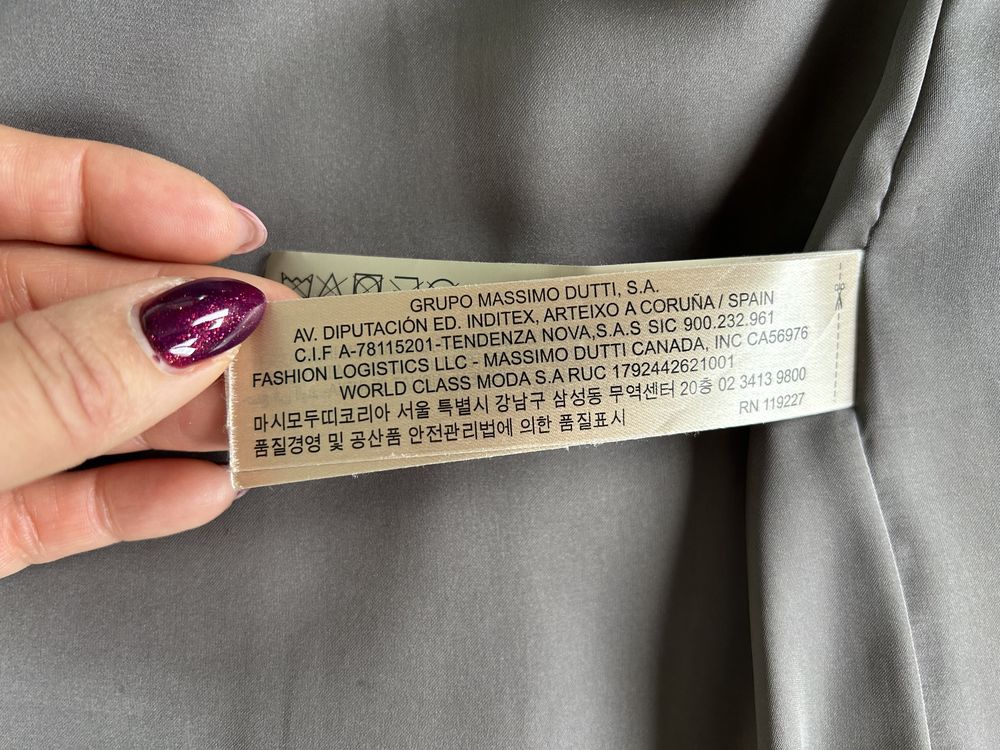 GRUPO MASSIMO DUTTI, S.A.
AV. DIPUTACIÓN ED. INDITEX, ARTEIXO A CORUÑA / SPAIN
C.I.F A-78115201-TENDENZA NOVA,S.A.S SIC 900.232.961
FASHION LOGISTICS LLC - MASSIMO DUTTI CANADA, INC CA56976
WORLD CLASS MODA S.A RUC 1792442621001
마시모두띠코리아 서울 특별시 강남구 삼성동 무역센터 20층 02 3413 9800
품질경영 및 공산품 안전관리법에 의한 품질표시
RN 119227